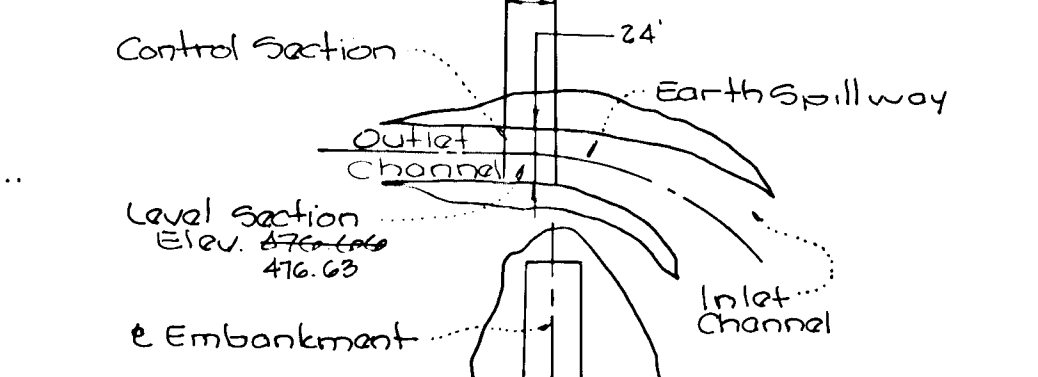 24'
Control Section
Earth Spillway
Outlet
Channel
Level Section
Elev.
476.63
Inlet
Channel
℄ Embankment